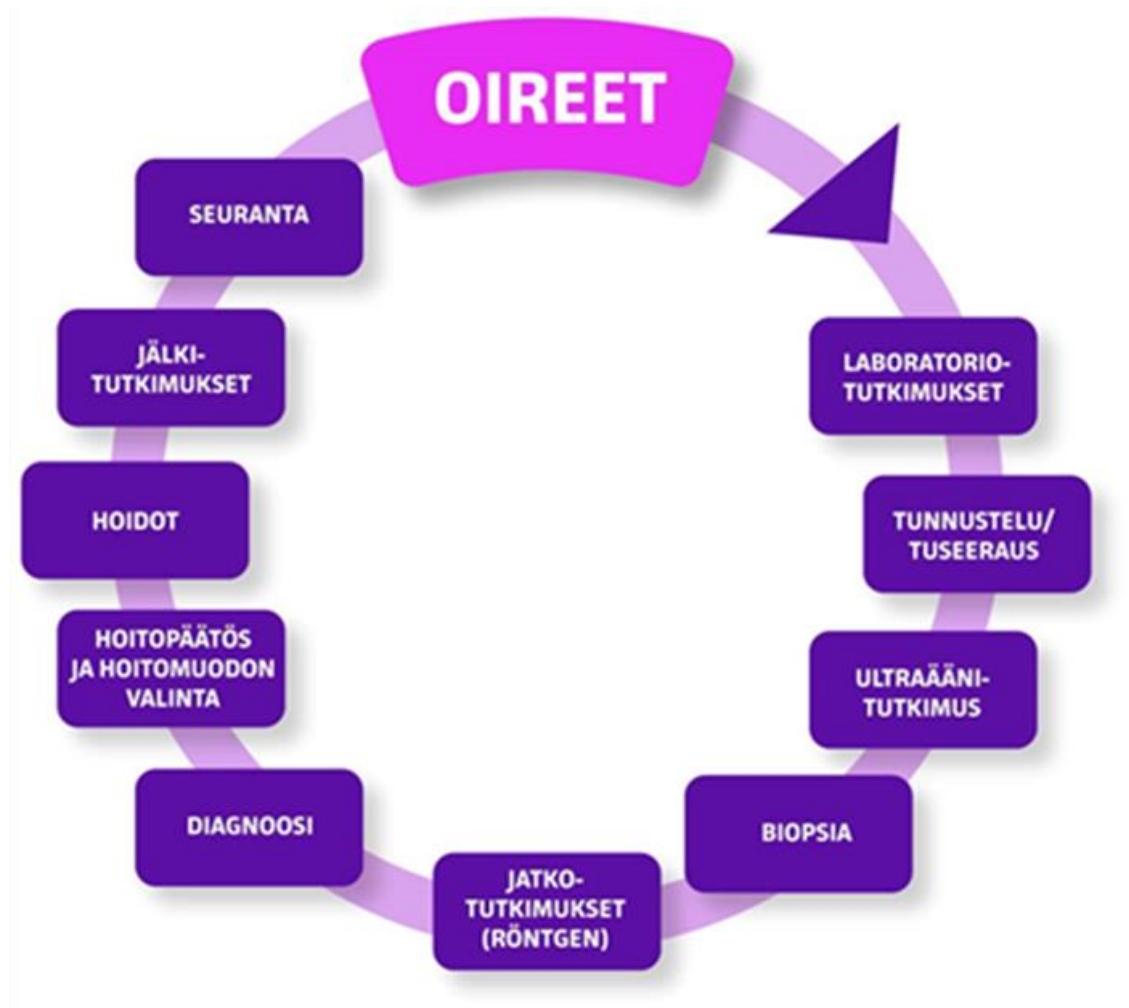 OIREET
LABORATORIO-
TUTKIMUKSET
TUNNUSTELU/
TUSEERAUS
ULTRAÄÄNI-
TUTKIMUS
BIOPSIA
JATKO-
TUTKIMUKSET
(RÖNTGEN)
DIAGNOOSI
HOITOPÄÄTÖS
JA HOITOMUODON
VALINTA
HOIDOT
JÄLKI-
TUTKIMUKSET
SEURANTA